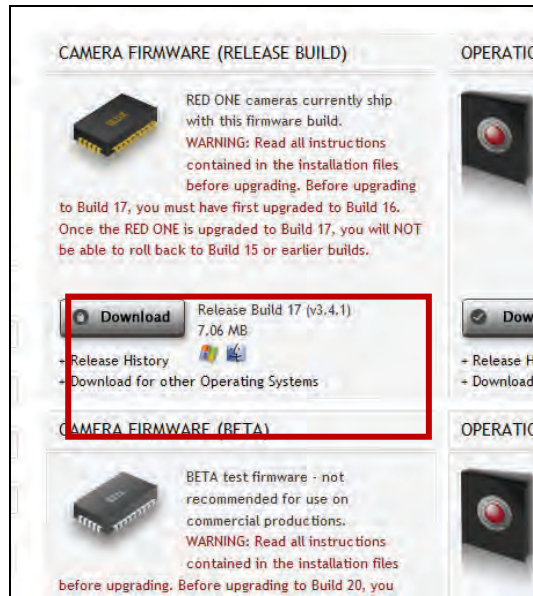 CAMERA FIRMWARE (RELEASE BUILD)
RED ONE cameras currently ship
with this firmware build.
WARNING: Read all instructions
contained in the installation files
before upgrading. Before upgrading
to Build 17, you must have first upgraded to Build 16.
Once the RED ONE is upgraded to Build 17, you will NOT
be able to roll back to Build 15 or earlier builds.
Download
Release Build 17 (v3.4.1)
7.06 MB
+ Release History
+ Download for other Operating Systems
CAMERA FIRMWARE (BETA)
BETA
BETA test firmware - not
recommended for use on
commercial productions.
WARNING: Read all instructions
contained in the installation files
before upgrading. Before upgrading to Build 20, you
OPERATIO
Dow
+ Release H
+ Download
OPERATIO